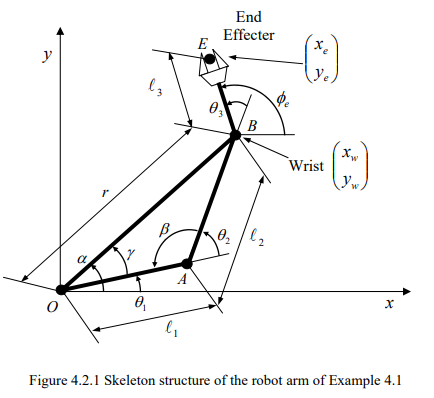 End
Effecter
E
x_e
y_e
y
ℓ_3
θ_3
ϕ_e
B
Wrist
x_w
y_w
r
β
θ_2
ℓ_2
α
γ
A
O
θ_1
x
ℓ_1
Figure 4.2.1 Skeleton structure of the robot arm of Example 4.1